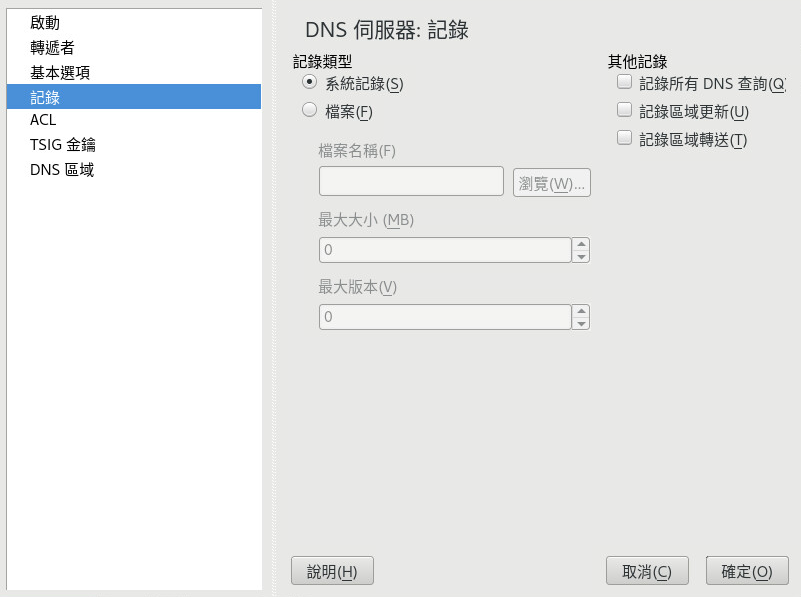 啟動
轉遞者
基本選項
記錄
ACL
TSIG 金鑰
DNS 區域
DNS 伺服器: 記錄
記錄類型
系統記錄(S)
檔案(F)
檔案名稱(F)
瀏覽(W)...
最大大小 (MB)
0
最大版本(V)
0
其他記錄
記錄所有 DNS 查詢(Q)
記錄區域更新(U)
記錄區域轉送(T)
說明(H)
取消(C)
確定(O)